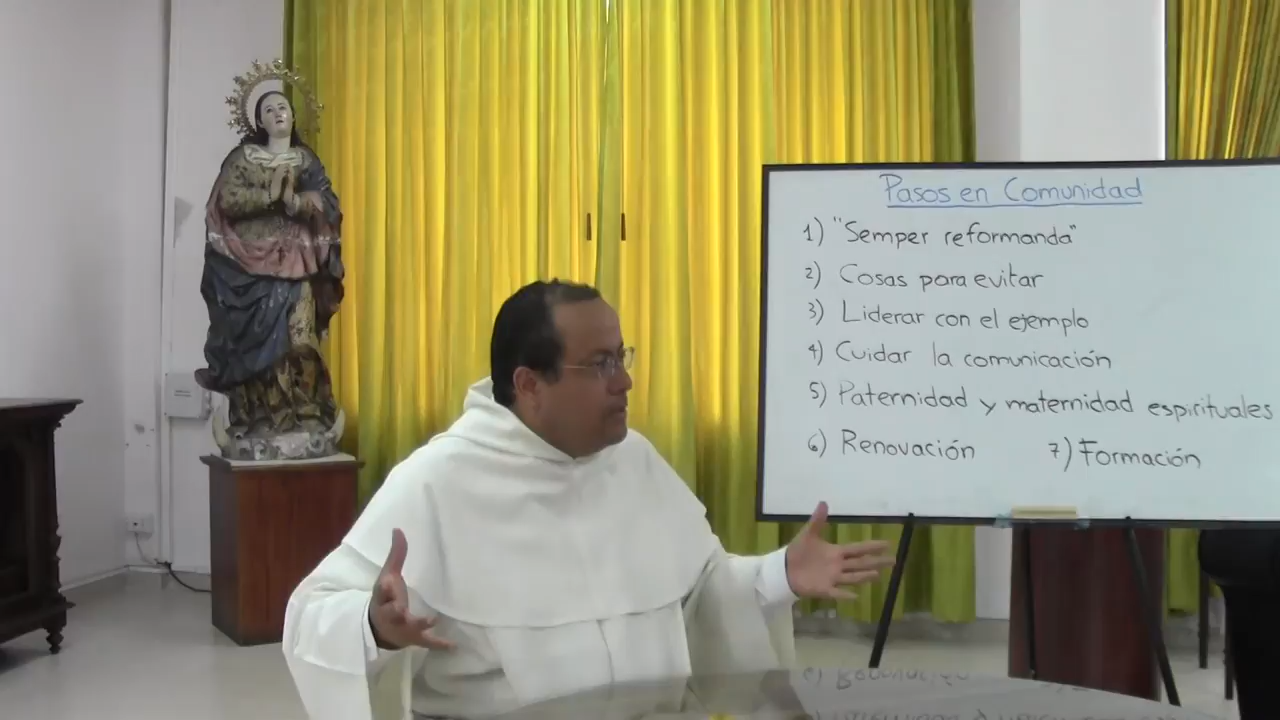 Pasos en Comunidad
1) "Semper reformanda"
2) Cosas para evitar
3) Liderar con el ejemplo
4) Cuidar la comunicación
5) Paternidad y maternidad espirituales
6) Renovación 7) Formación